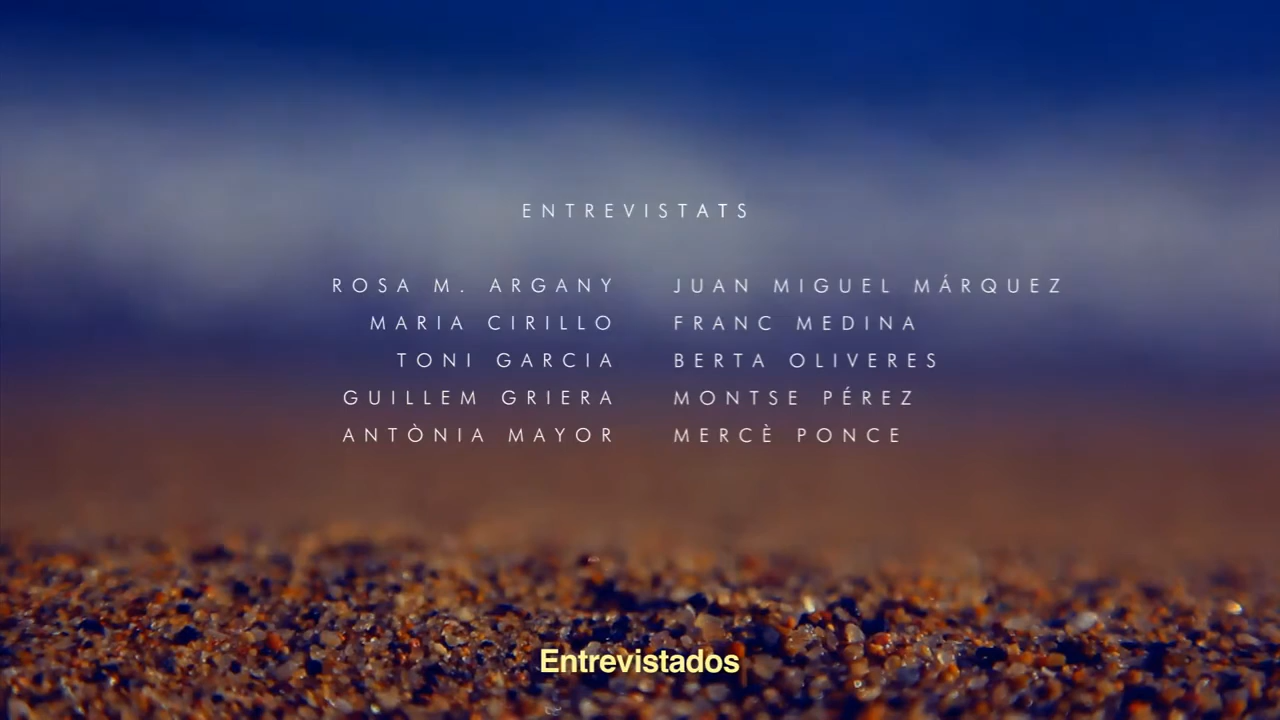 ENTREVISTATS
ROSA M. ARGANY
MARIA CIRILLO
TONI GARCIA
GUILLEM GRIERA
ANTÒNIA MAYOR
JUAN MIGUEL MÁRQUEZ
FRANC MEDINA
BERTA OLIVERES
MONTSE PÉREZ
MERCÈ PONCE
Entrevistados